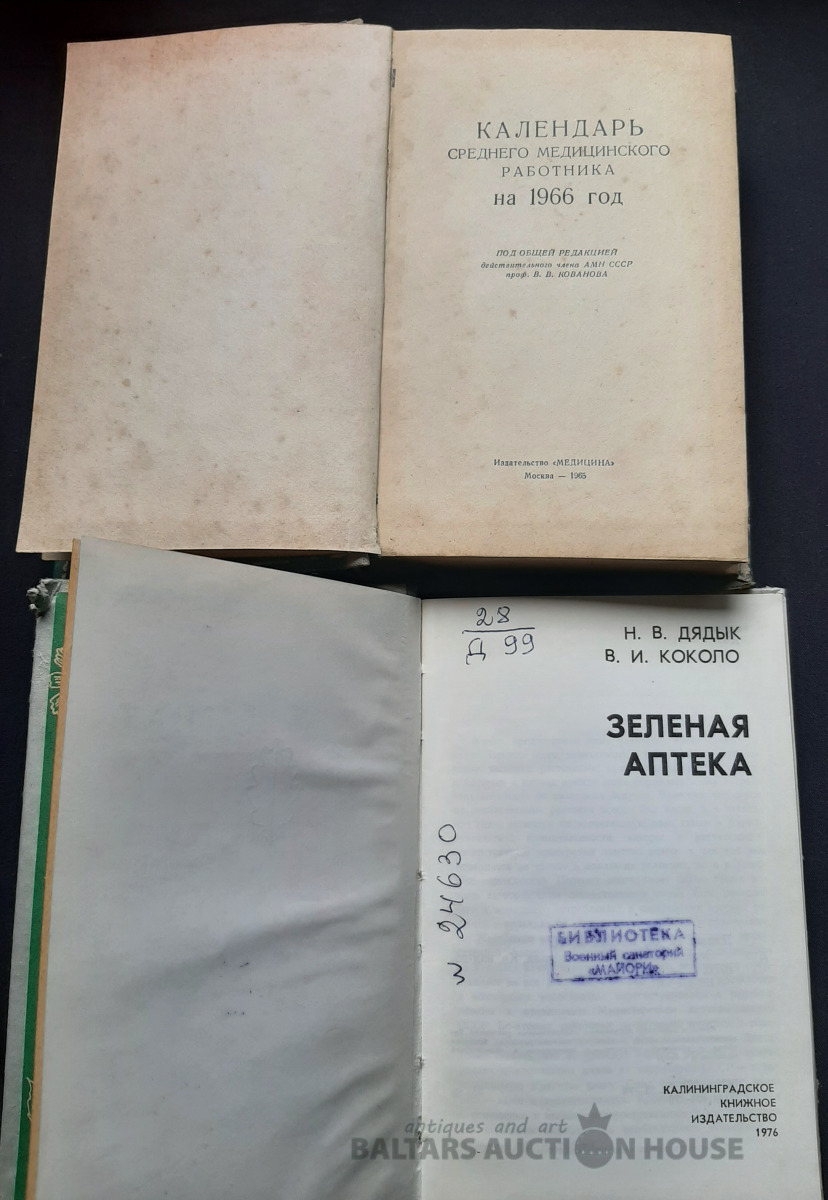 КАЛЕНДАРЬ
СРЕДНЕГО МЕДИЦИНСКОГО
РАБОТНИКА
на 1966 год
ПОД ОБЩЕЙ РЕДАКЦИЕЙ
действительного члена АМН СССР
проф. В. В. КОВАНОВА
Издательство «МЕДИЦИНА»
Москва — 1965
28
Д 99
Н. В. ДЯДЫК
В. И. КОКОЛО
ЗЕЛЕНАЯ
АПТЕКА
N 24630
БИБЛИОТЕКА
Военный санаторий
«МАЙОРИ»
КАЛИНИНГРАДСКОЕ
КНИЖНОЕ
ИЗДАТЕЛЬСТВО
1976
antiques and art
BALTARS AUCTION HOUSE